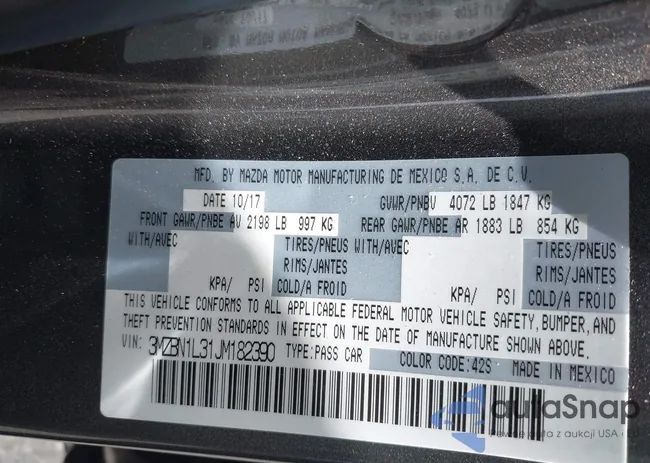 MFD. BY MAZDA MOTOR MANUFACTURING DE MEXICO S.A. DE C.V.
DATE 10/17 GVWR/PNBV 4072 LB 1847 KG
FRONT GAWR/PNBE AV 2198 LB 997 KG REAR GAWR/PNBE AR 1883 LB 854 KG
WITH/AVEC TIRES/PNEUS WITH/AVEC TIRES/PNEUS
RIMS/JANTES RIMS/JANTES
KPA/ PSI COLD/A FROID KPA/ PSI COLD/A FROID
THIS VEHICLE CONFORMS TO ALL APPLICABLE FEDERAL MOTOR VEHICLE SAFETY, BUMPER, AND
THEFT PREVENTION STANDARDS IN EFFECT ON THE DATE OF MANUFACTURE SHOWN ABOVE.
VIN: 3MZBN1L31JM182390 TYPE: PASS CAR COLOR CODE: 42S MADE IN MEXICO
autaSnap
Pewne auta z aukcji USA i EU